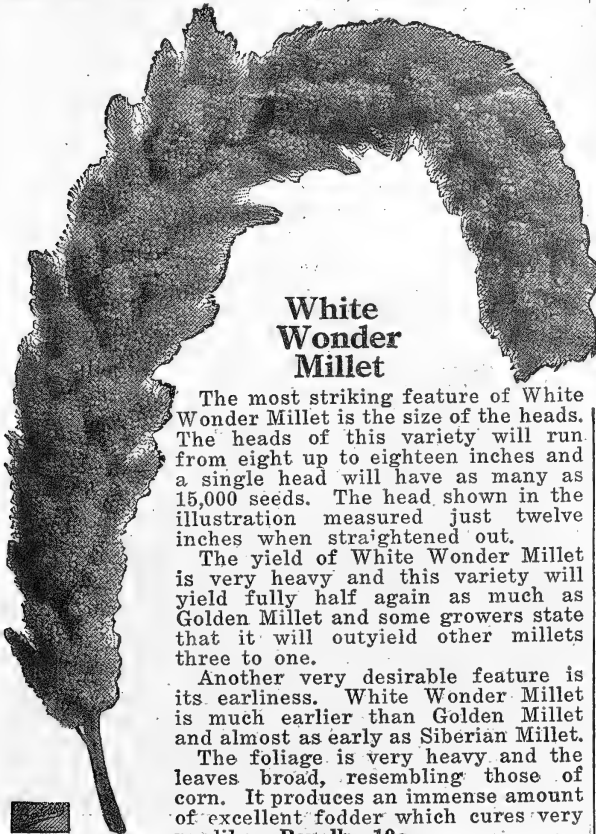 White
Wonder
Millet
The most striking feature of White
Wonder Millet is the size of the heads.
The heads of this variety will run
from eight up to eighteen inches and
a single head will have as many as
15,000 seeds. The head shown in the
illustration measured just twelve
inches when straightened out.
The yield of White Wonder Millet
is very heavy and this variety will
yield fully half again as much as
Golden Millet and some growers state
that it will outyield other millets
three to one.
Another very desirable feature is
its earliness. White Wonder Millet
is much earlier than Golden Millet
and almost as early as Siberian Millet.
The foliage is very heavy and the
leaves broad, resembling those of
corn. It produces an immense amount
of excellent fodder which cures very